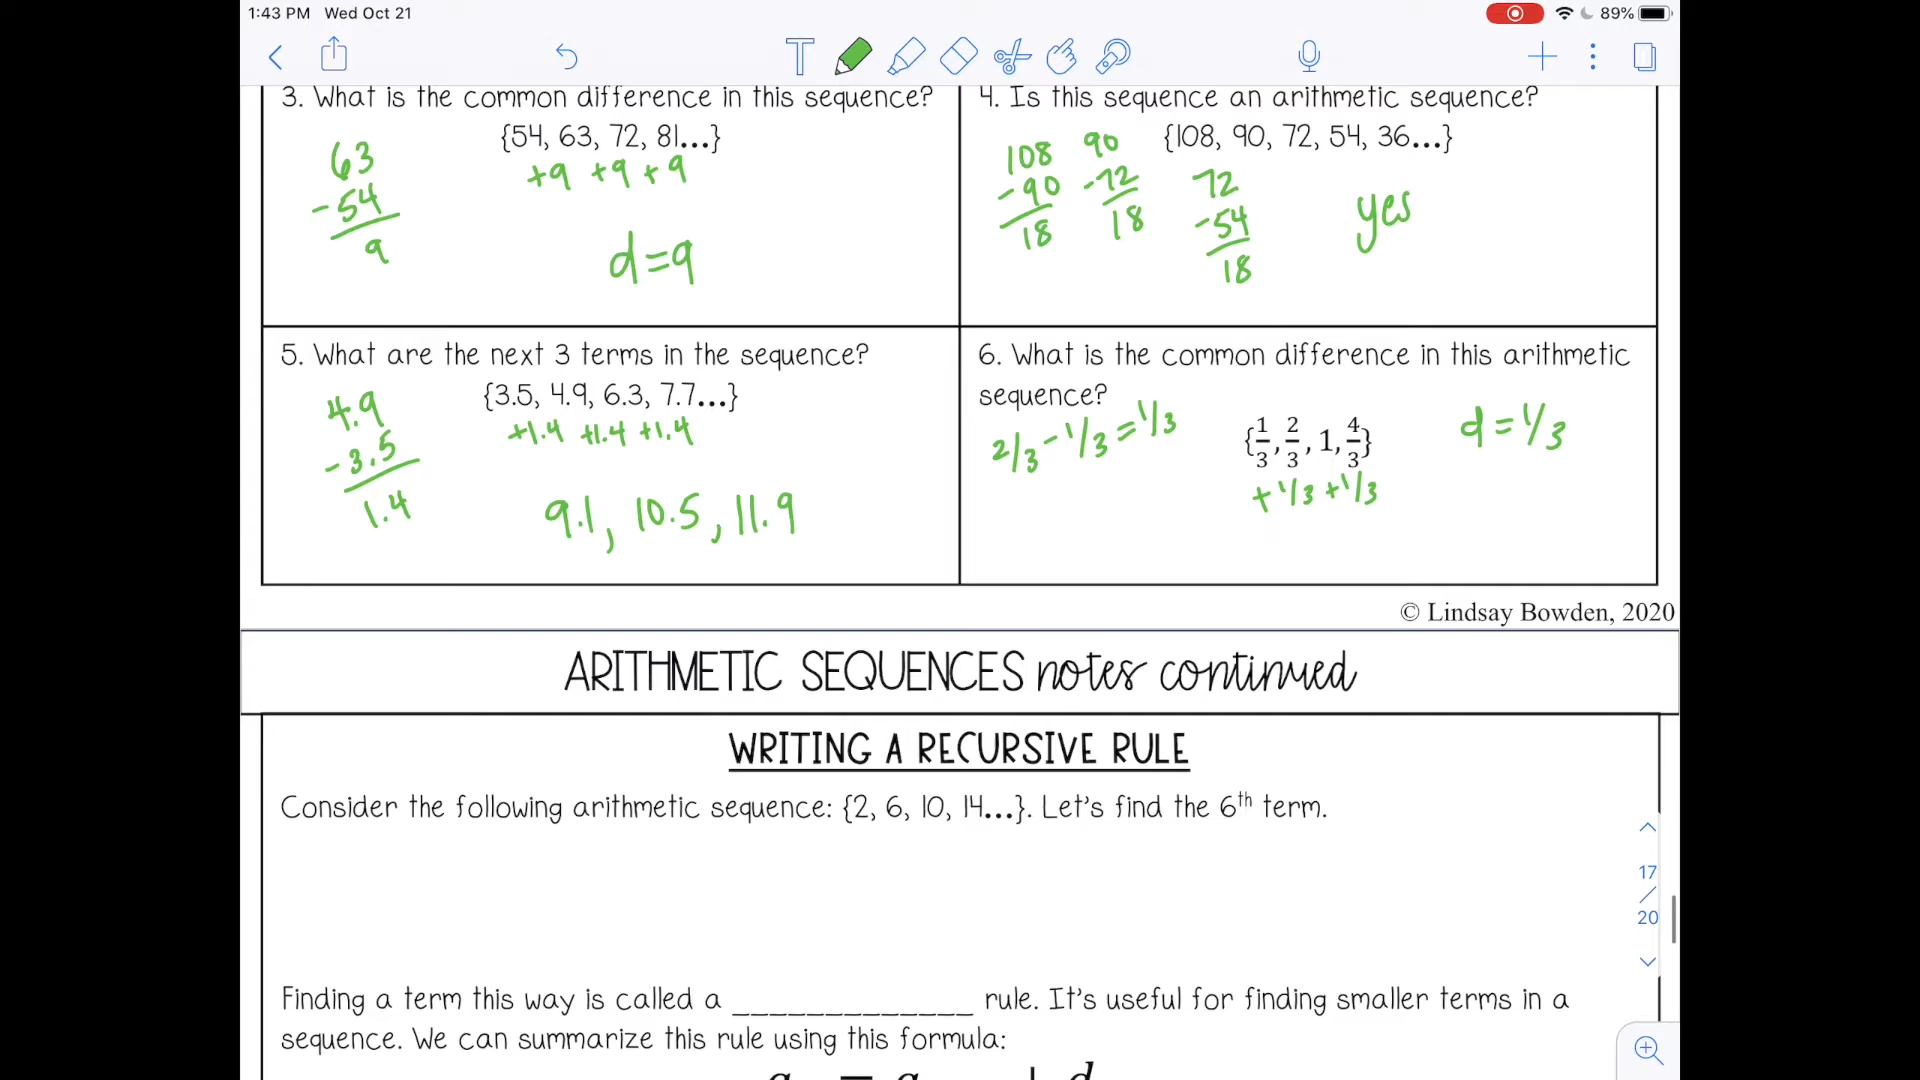 1:43 PM Wed Oct 21
89%
3. What is the common difference in this sequence?
{54, 63, 72, 81...}
+9 +9 +9
63
-54
9
d=9
4. Is this sequence an arithmetic sequence?
{108, 90, 72, 54, 36...}
108
-90
18
90
-72
18
72
-54
18
yes
5. What are the next 3 terms in the sequence?
{3.5, 4.9, 6.3, 7.7...}
+1.4 +1.4 +1.4
4.9
-3.5
1.4
9.1, 10.5, 11.9
6. What is the common difference in this arithmetic
sequence?
2/3 - 1/3 = 1/3
{1/3, 2/3, 1, 4/3}
+1/3 +1/3
d = 1/3
© Lindsay Bowden, 2020
ARITHMETIC SEQUENCES notes continued
WRITING A RECURSIVE RULE
Consider the following arithmetic sequence: {2, 6, 10, 14...}. Let's find the 6th term.
17
/
20
Finding a term this way is called a _____________ rule. It's useful for finding smaller terms in a
sequence. We can summarize this rule using this formula: